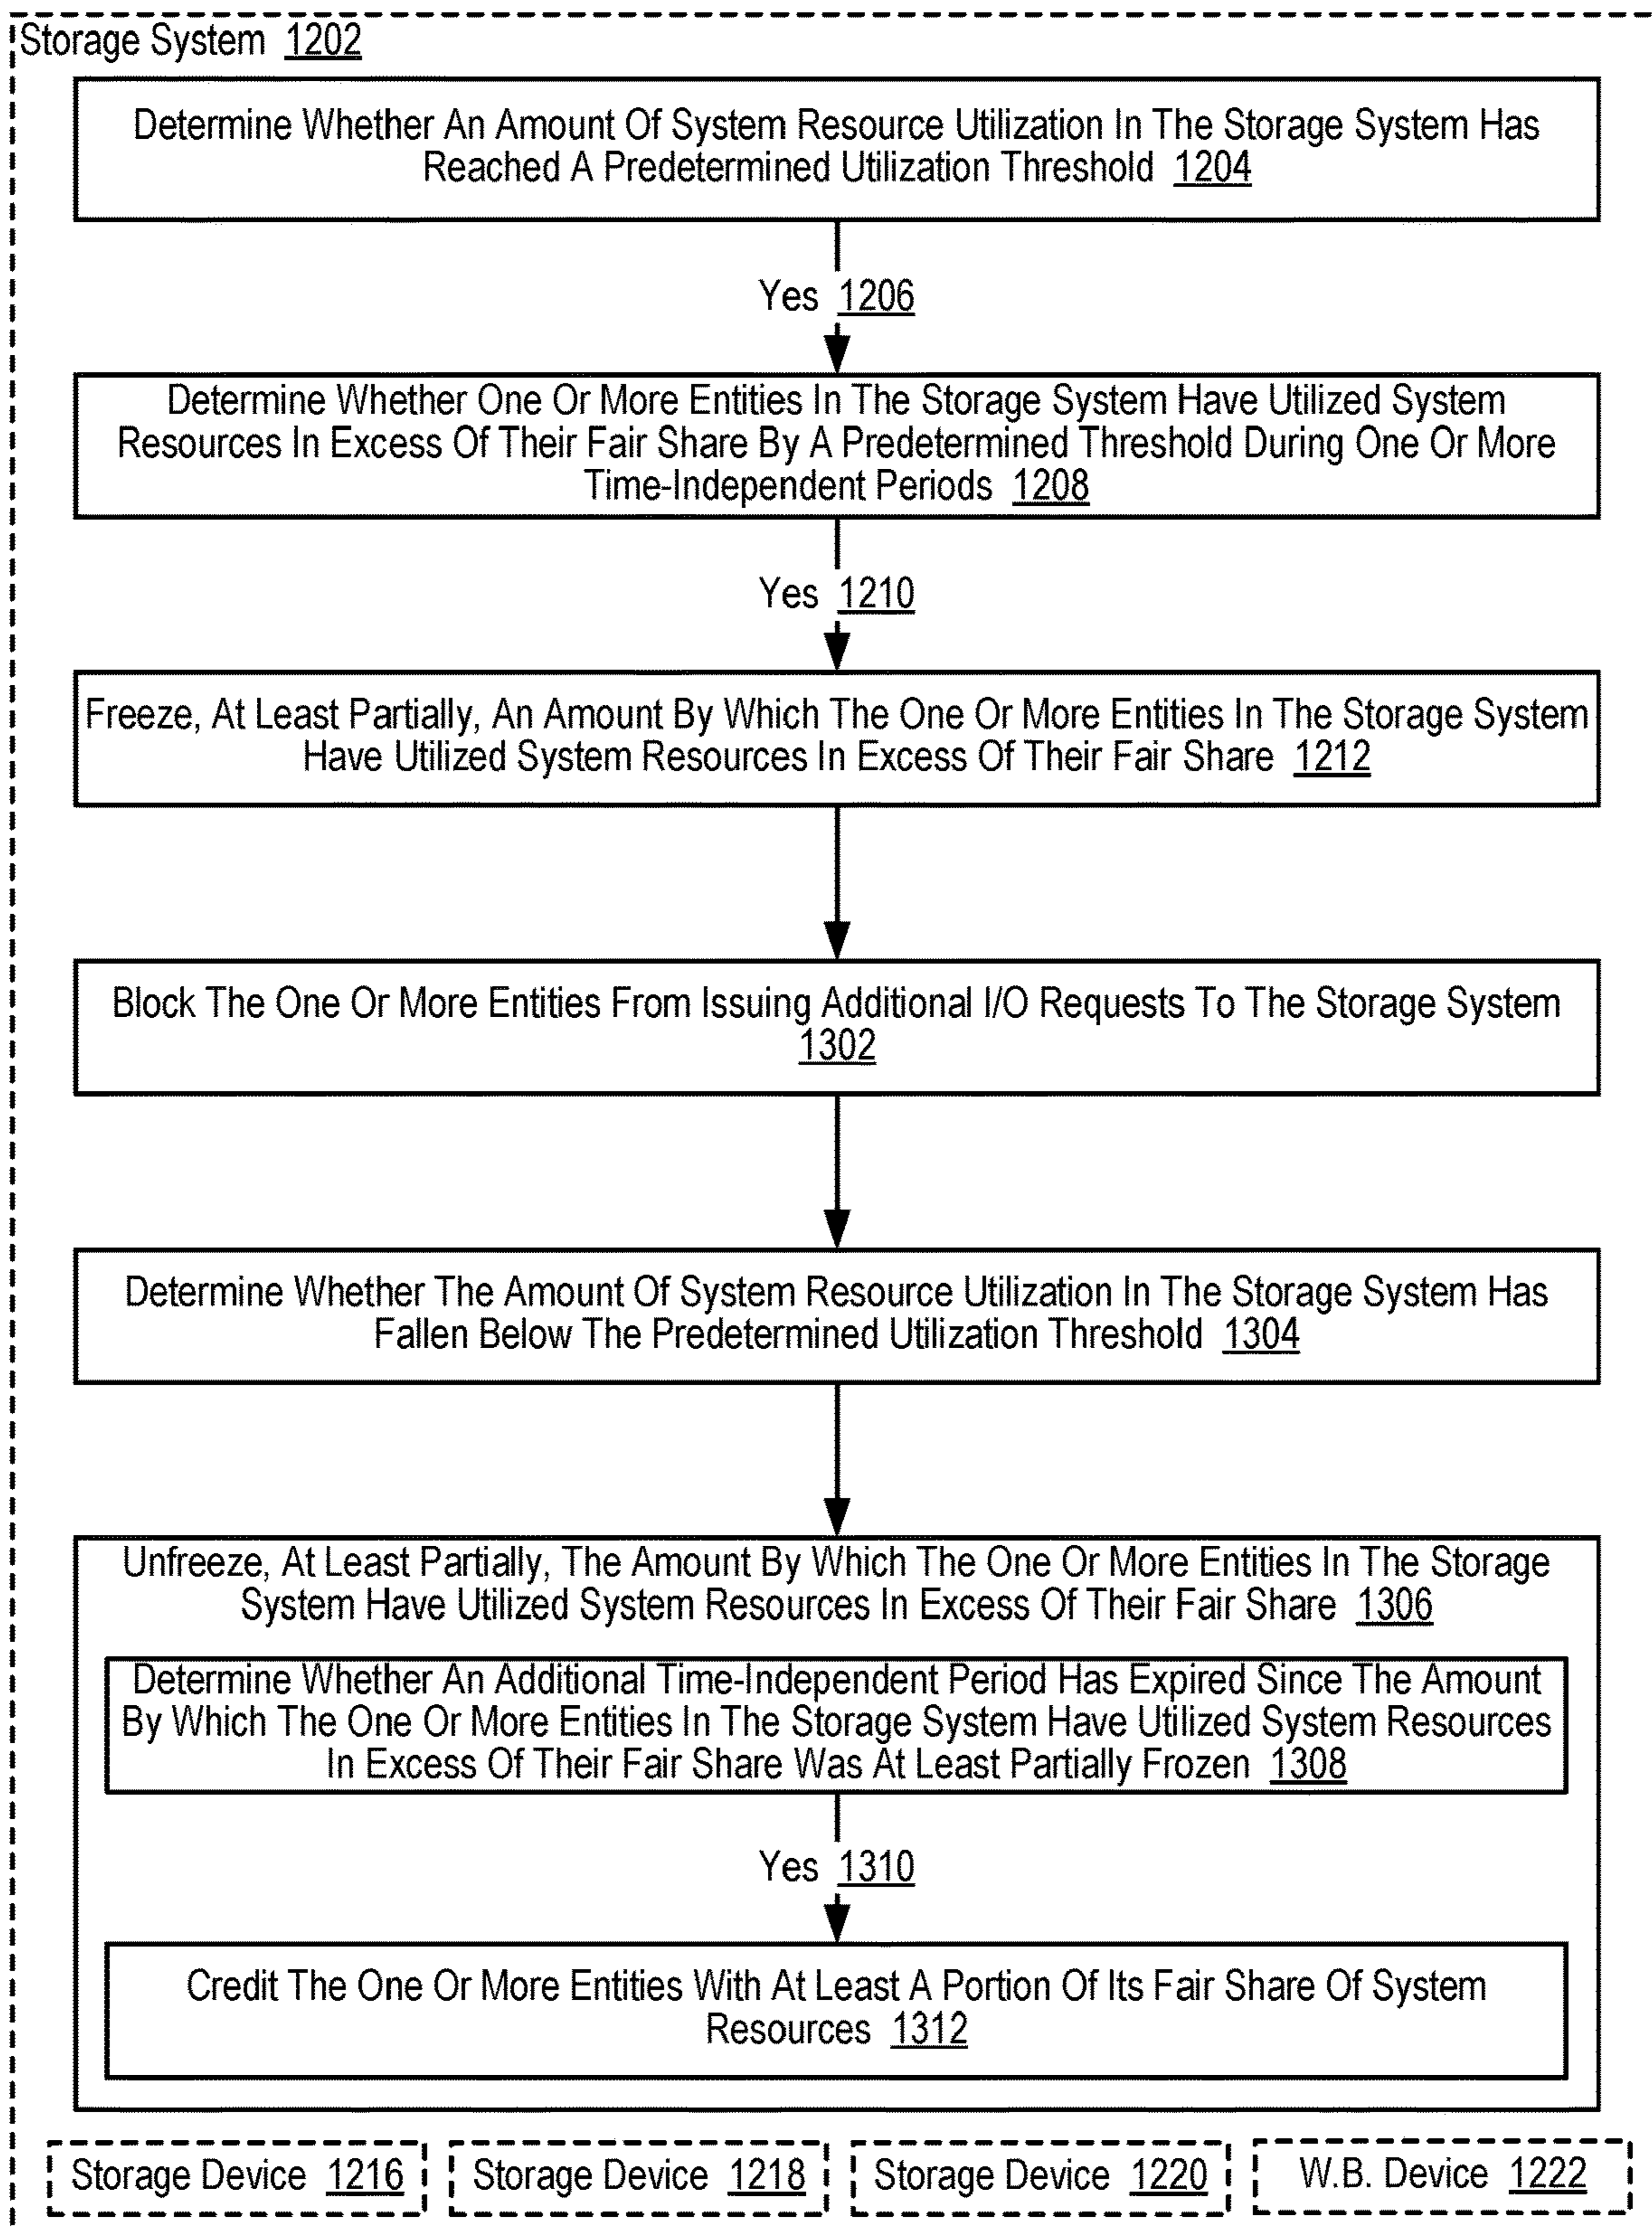 Storage System 1202
Determine Whether An Amount Of System Resource Utilization In The Storage System Has
Reached A Predetermined Utilization Threshold 1204
Yes 1206
Determine Whether One Or More Entities In The Storage System Have Utilized System
Resources In Excess Of Their Fair Share By A Predetermined Threshold During One Or More
Time-Independent Periods 1208
Yes 1210
Freeze, At Least Partially, An Amount By Which The One Or More Entities In The Storage System
Have Utilized System Resources In Excess Of Their Fair Share 1212
Block The One Or More Entities From Issuing Additional I/O Requests To The Storage System
1302
Determine Whether The Amount Of System Resource Utilization In The Storage System Has
Fallen Below The Predetermined Utilization Threshold 1304
Unfreeze, At Least Partially, The Amount By Which The One Or More Entities In The Storage
System Have Utilized System Resources In Excess Of Their Fair Share 1306
Determine Whether An Additional Time-Independent Period Has Expired Since The Amount
By Which The One Or More Entities In The Storage System Have Utilized System Resources
In Excess Of Their Fair Share Was At Least Partially Frozen 1308
Yes 1310
Credit The One Or More Entities With At Least A Portion Of Its Fair Share Of System
Resources 1312
Storage Device 1216
Storage Device 1218
Storage Device 1220
W.B. Device 1222